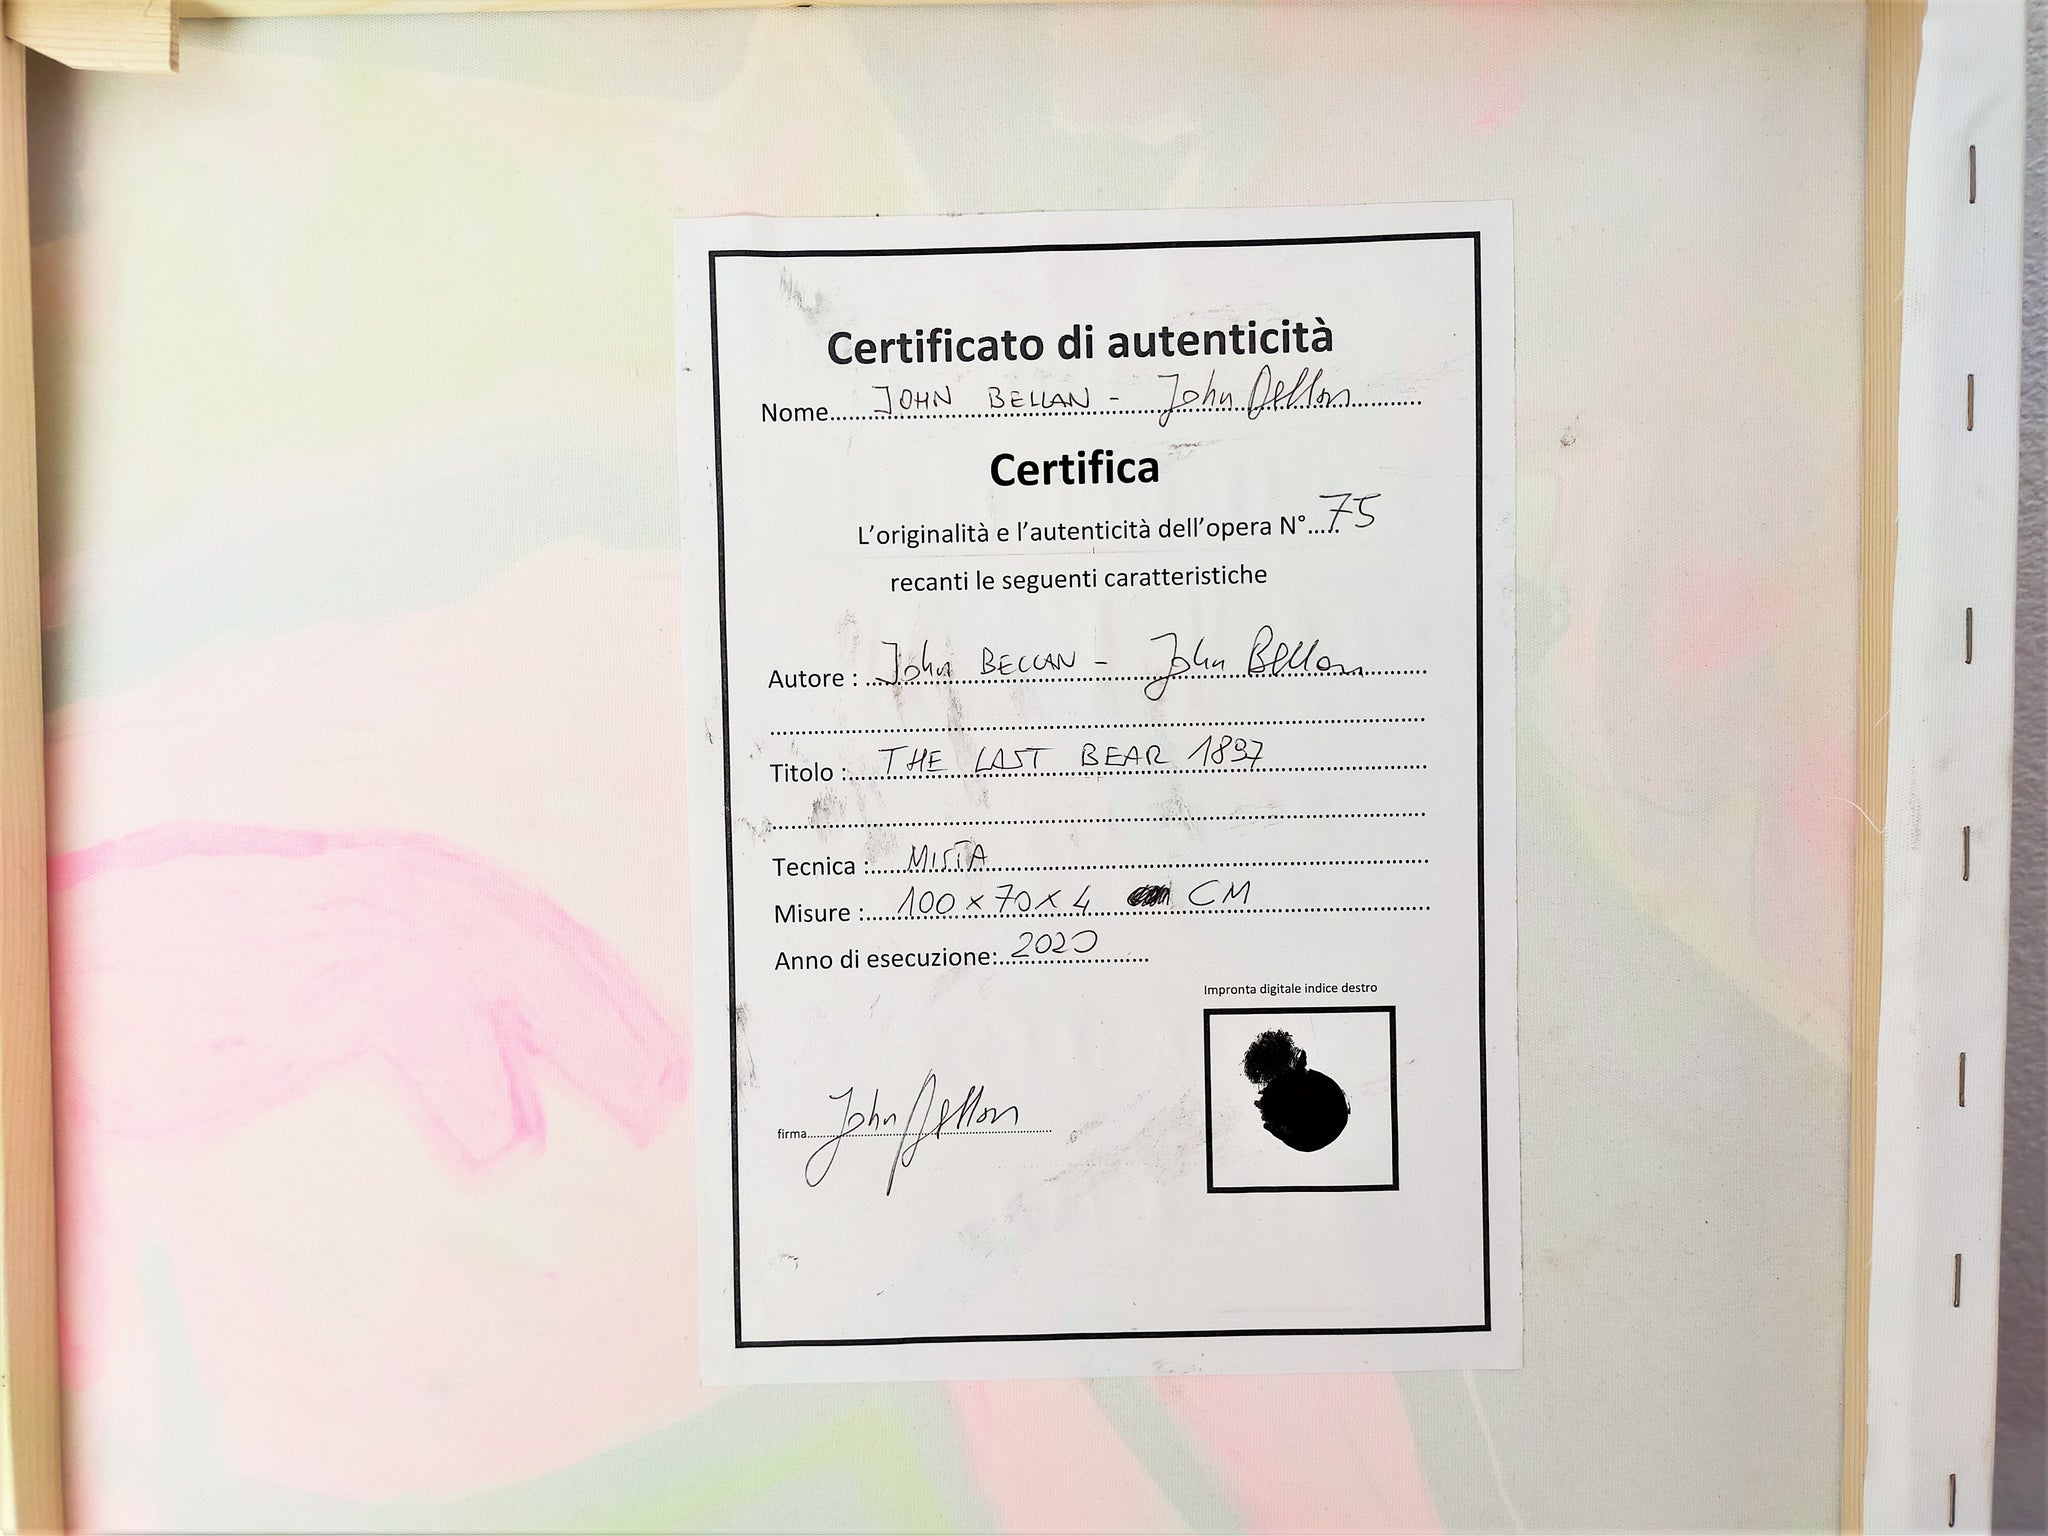 Certificato di autenticità
Nome.....JOHN BELLAN - John Bellan.....
Certifica
L'originalità e l'autenticità dell'opera N°.....75
recanti le seguenti caratteristiche
Autore : .....John BELLAN - John Bellan.....
Titolo :.....THE LAST BEAR 1897.....
Tecnica :.....MISTA.....
Misure :.....100 x 70 x 4 CM.....
Anno di esecuzione:.....2020.....
Impronta digitale indice destro
firma.....John Bellan.....